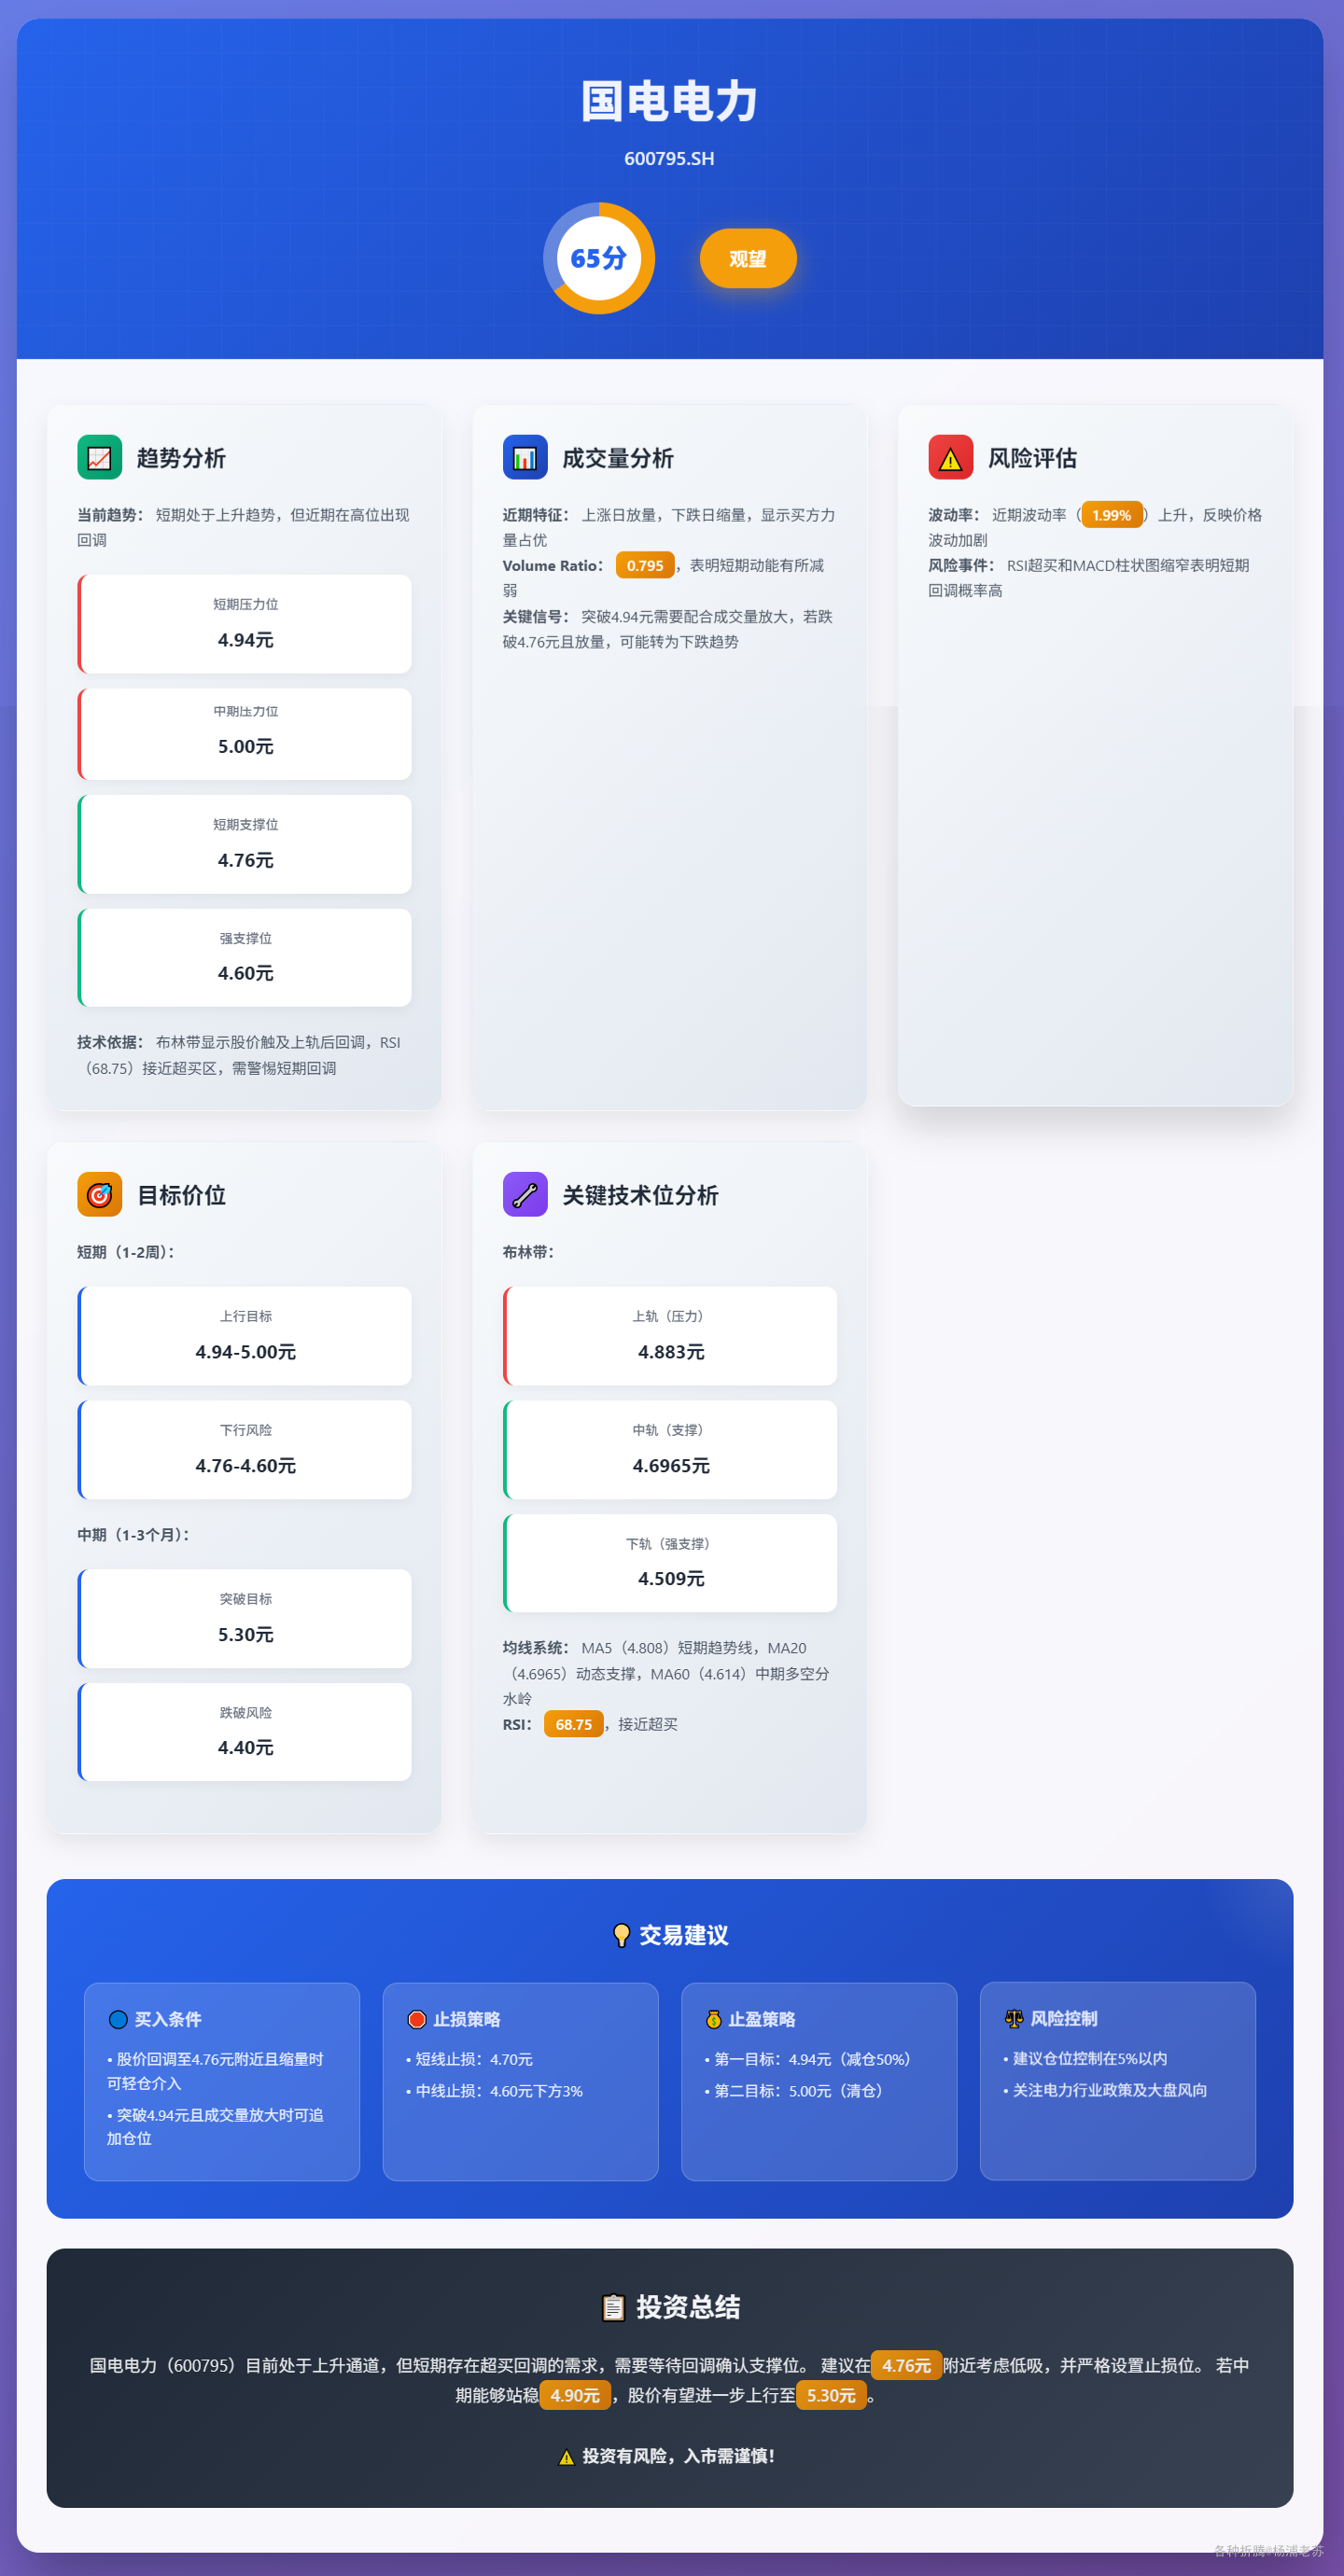 国电电力
600795.SH
65分
观望
趋势分析
当前趋势： 短期处于上升趋势，但近期在高位出现
回调
短期压力位
4.94元
中期压力位
5.00元
短期支撑位
4.76元
强支撑位
4.60元
技术依据： 布林带显示股价触及上轨后回调，RSI
（68.75）接近超买区，需警惕短期回调
成交量分析
近期特征： 上涨日放量，下跌日缩量，显示买方力
量占优
Volume Ratio： 0.795，表明短期动能有所减
弱
关键信号： 突破4.94元需要配合成交量放大，若跌
破4.76元且放量，可能转为下跌趋势
风险评估
波动率： 近期波动率（1.99%）上升，反映价格
波动加剧
风险事件： RSI超买和MACD柱状图缩窄表明短期
回调概率高
目标价位
短期（1-2周）：
上行目标
4.94-5.00元
下行风险
4.76-4.60元
中期（1-3个月）：
突破目标
5.30元
跌破风险
4.40元
关键技术位分析
布林带：
上轨（压力）
4.883元
中轨（支撑）
4.6965元
下轨（强支撑）
4.509元
均线系统： MA5（4.808）短期趋势线，MA20
（4.6965）动态支撑，MA60（4.614）中期多空分
水岭
RSI： 68.75，接近超买
交易建议
买入条件
• 股价回调至4.76元附近且缩量时
可轻仓介入
• 突破4.94元且成交量放大时可追
加仓位
止损策略
• 短线止损：4.70元
• 中线止损：4.60元下方3%
止盈策略
• 第一目标：4.94元（减仓50%）
• 第二目标：5.00元（清仓）
风险控制
• 建议仓位控制在5%以内
• 关注电力行业政策及大盘风向
投资总结
国电电力（600795）目前处于上升通道，但短期存在超买回调的需求，需要等待回调确认支撑位。 建议在4.76元附近考虑低吸，并严格设置止损位。 若中
期能够站稳4.90元，股价有望进一步上行至5.30元。
投资有风险，入市需谨慎！
各种折腾@杨浦老苏